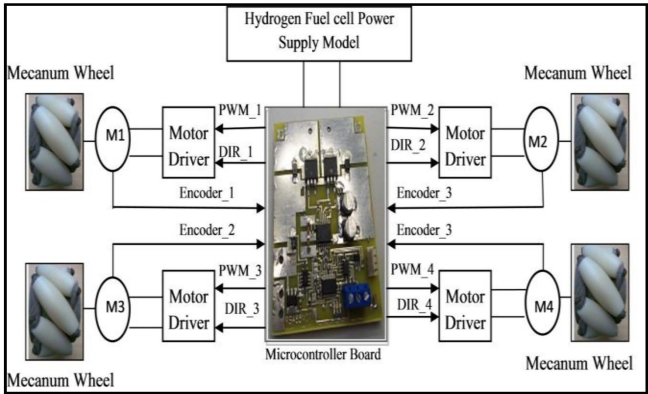 Hydrogen Fuel cell Power
Supply Model
Mecanum Wheel
Mecanum Wheel
M1
Motor
Driver
PWM_1
DIR_1
Encoder_1
PWM_2
DIR_2
Motor
Driver
M2
Encoder_3
Encoder_2
Encoder_3
M3
Motor
Driver
PWM_3
DIR_3
PWM_4
DIR_4
Motor
Driver
M4
Microcontroller Board
Mecanum Wheel
Mecanum Wheel